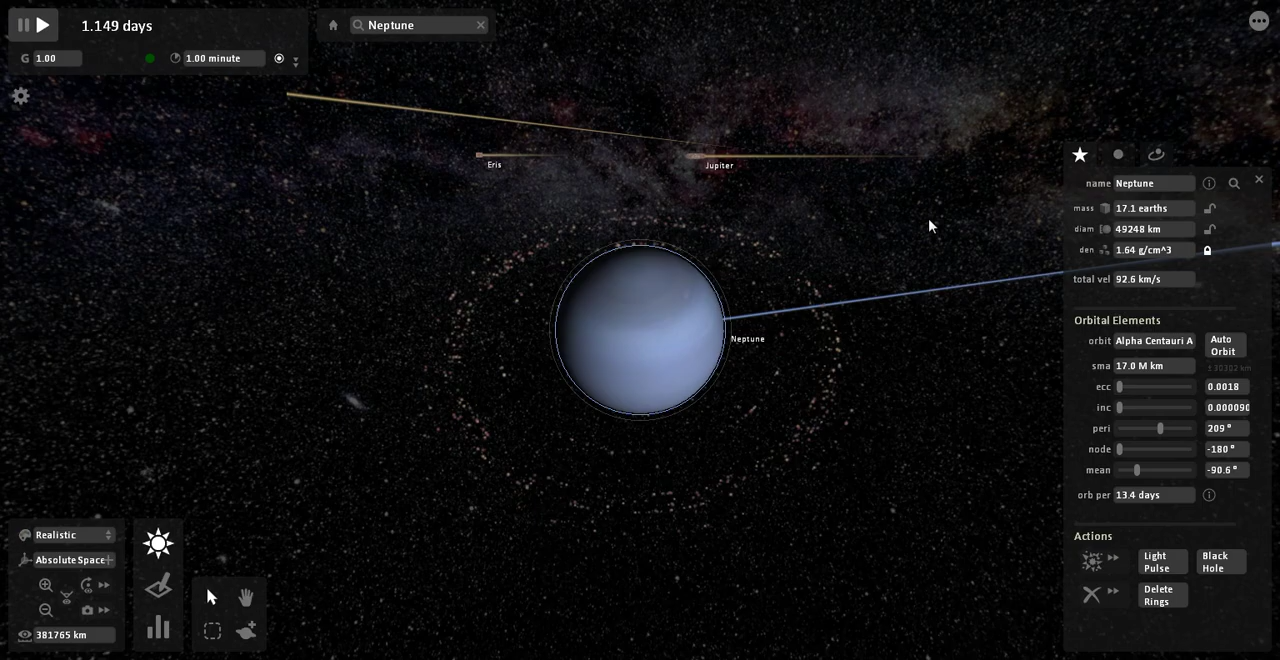 1.149 days
Neptune
G 1.00
1.00 minute
Eris
Jupiter
Neptune
name Neptune
mass 17.1 earths
diam 49248 km
den 1.64 g/cm^3
total vel 92.6 km/s
Orbital Elements
orbit Alpha Centauri A
Auto
Orbit
sma 17.0 M km
± 30302 km
ecc 0.0018
inc 0.000090
peri 209°
node -180°
mean -90.6°
orb per 13.4 days
Actions
Light
Pulse
Black
Hole
Delete
Rings
Realistic
Absolute Space
381765 km